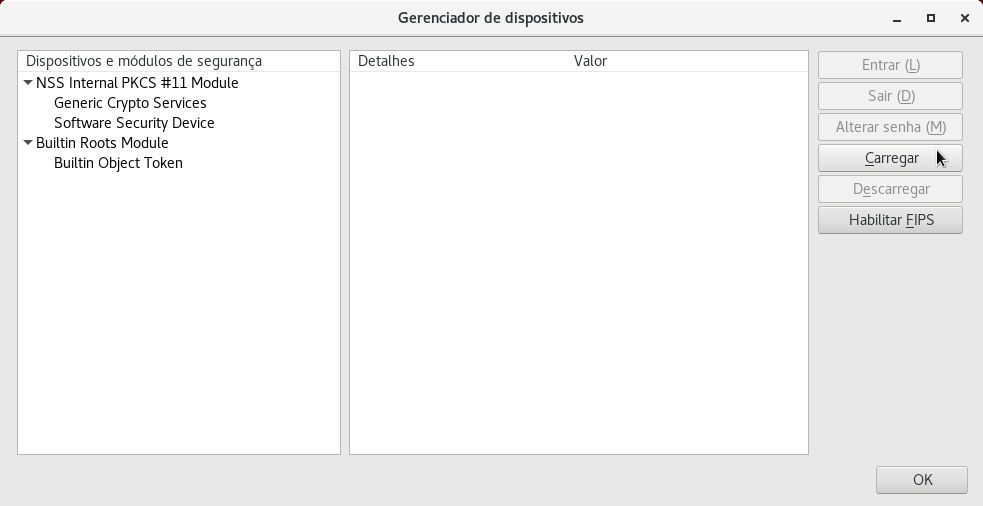 Gerenciador de dispositivos
Dispositivos e módulos de segurança
NSS Internal PKCS #11 Module
Generic Crypto Services
Software Security Device
Builtin Roots Module
Builtin Object Token
Detalhes Valor
Entrar (L)
Sair (D)
Alterar senha (M)
Carregar
Descarregar
Habilitar FIPS
OK